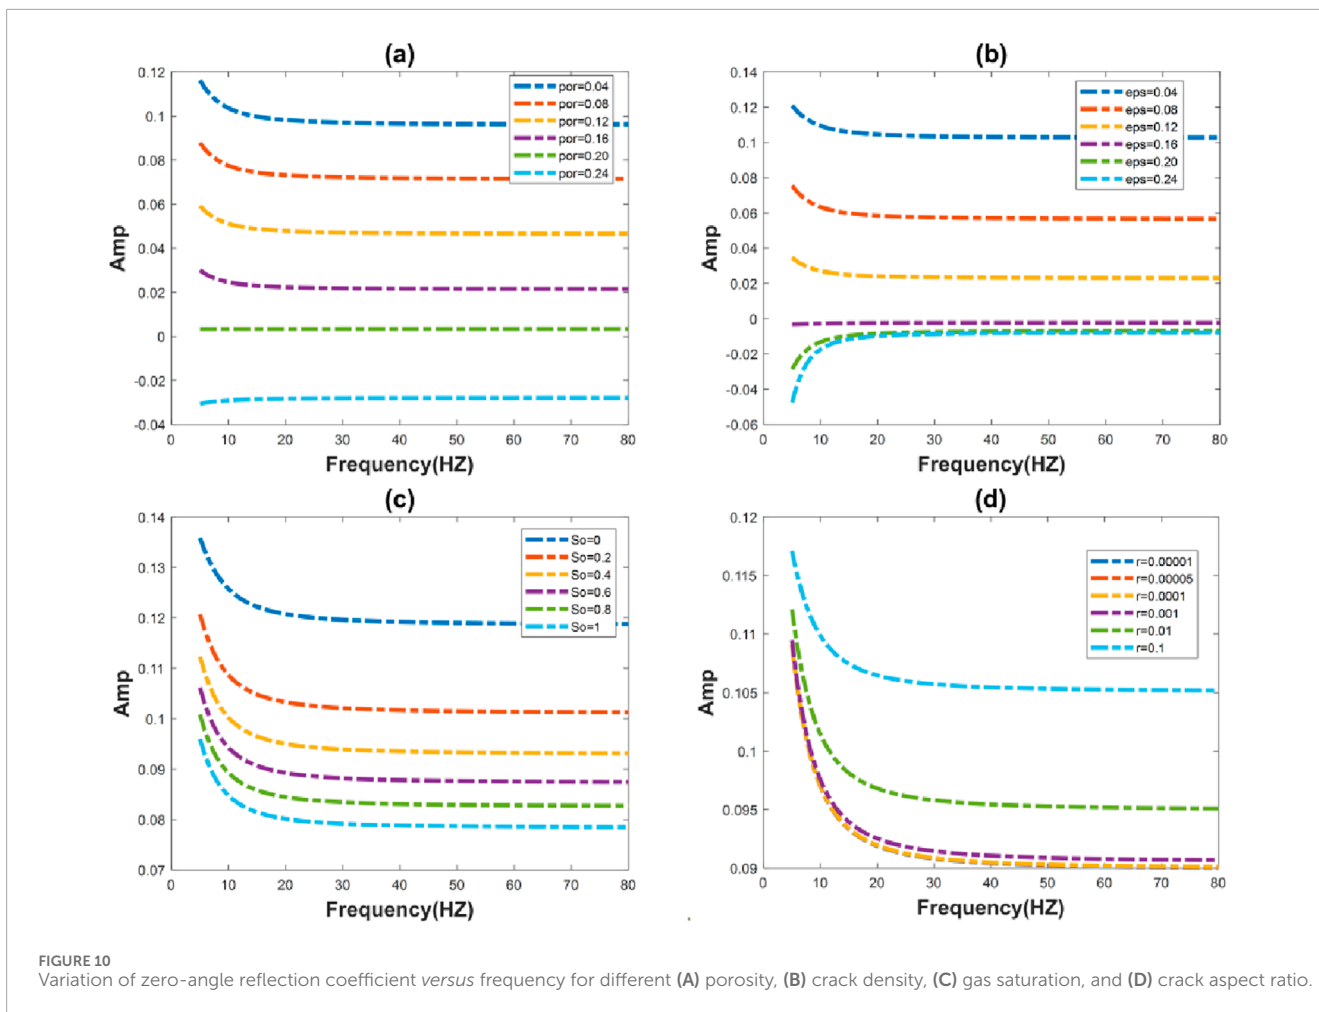 (a)
0.12
0.1
0.08
0.06
0.04
0.02
0
-0.02
-0.04
Amp
por=0.04
por=0.08
por=0.12
por=0.16
por=0.20
por=0.24
0 10 20 30 40 50 60 70 80
Frequency(HZ)
(b)
0.14
0.12
0.1
0.08
0.06
0.04
0.02
0
-0.02
-0.04
-0.06
Amp
eps=0.04
eps=0.08
eps=0.12
eps=0.16
eps=0.20
eps=0.24
0 10 20 30 40 50 60 70 80
Frequency(HZ)
(c)
0.14
0.13
0.12
0.11
0.1
0.09
0.08
0.07
Amp
So=0
So=0.2
So=0.4
So=0.6
So=0.8
So=1
0 10 20 30 40 50 60 70 80
Frequency(HZ)
(d)
0.12
0.115
0.11
0.105
0.1
0.095
0.09
Amp
r=0.00001
r=0.00005
r=0.0001
r=0.001
r=0.01
r=0.1
0 10 20 30 40 50 60 70 80
Frequency(HZ)
FIGURE 10
Variation of zero-angle reflection coefficient versus frequency for different (A) porosity, (B) crack density, (C) gas saturation, and (D) crack aspect ratio.